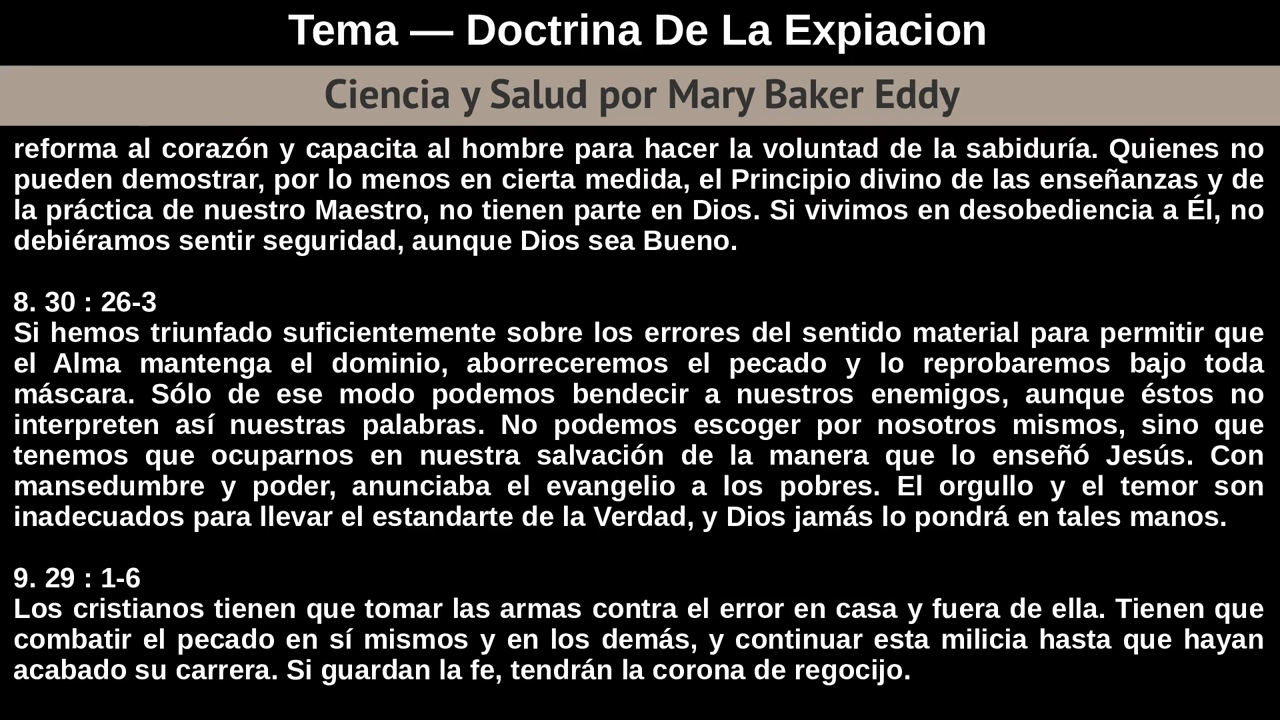 Tema — Doctrina De La Expiacion
Ciencia y Salud por Mary Baker Eddy
reforma al corazón y capacita al hombre para hacer la voluntad de la sabiduría. Quienes no
pueden demostrar, por lo menos en cierta medida, el Principio divino de las enseñanzas y de
la práctica de nuestro Maestro, no tienen parte en Dios. Si vivimos en desobediencia a Él, no
debiéramos sentir seguridad, aunque Dios sea Bueno.
8. 30 : 26-3
Si hemos triunfado suficientemente sobre los errores del sentido material para permitir que
el Alma mantenga el dominio, aborreceremos el pecado y lo reprobaremos bajo toda
máscara. Sólo de ese modo podemos bendecir a nuestros enemigos, aunque éstos no
interpreten así nuestras palabras. No podemos escoger por nosotros mismos, sino que
tenemos que ocuparnos en nuestra salvación de la manera que lo enseñó Jesús. Con
mansedumbre y poder, anunciaba el evangelio a los pobres. El orgullo y el temor son
inadecuados para llevar el estandarte de la Verdad, y Dios jamás lo pondrá en tales manos.
9. 29 : 1-6
Los cristianos tienen que tomar las armas contra el error en casa y fuera de ella. Tienen que
combatir el pecado en sí mismos y en los demás, y continuar esta milicia hasta que hayan
acabado su carrera. Si guardan la fe, tendrán la corona de regocijo.